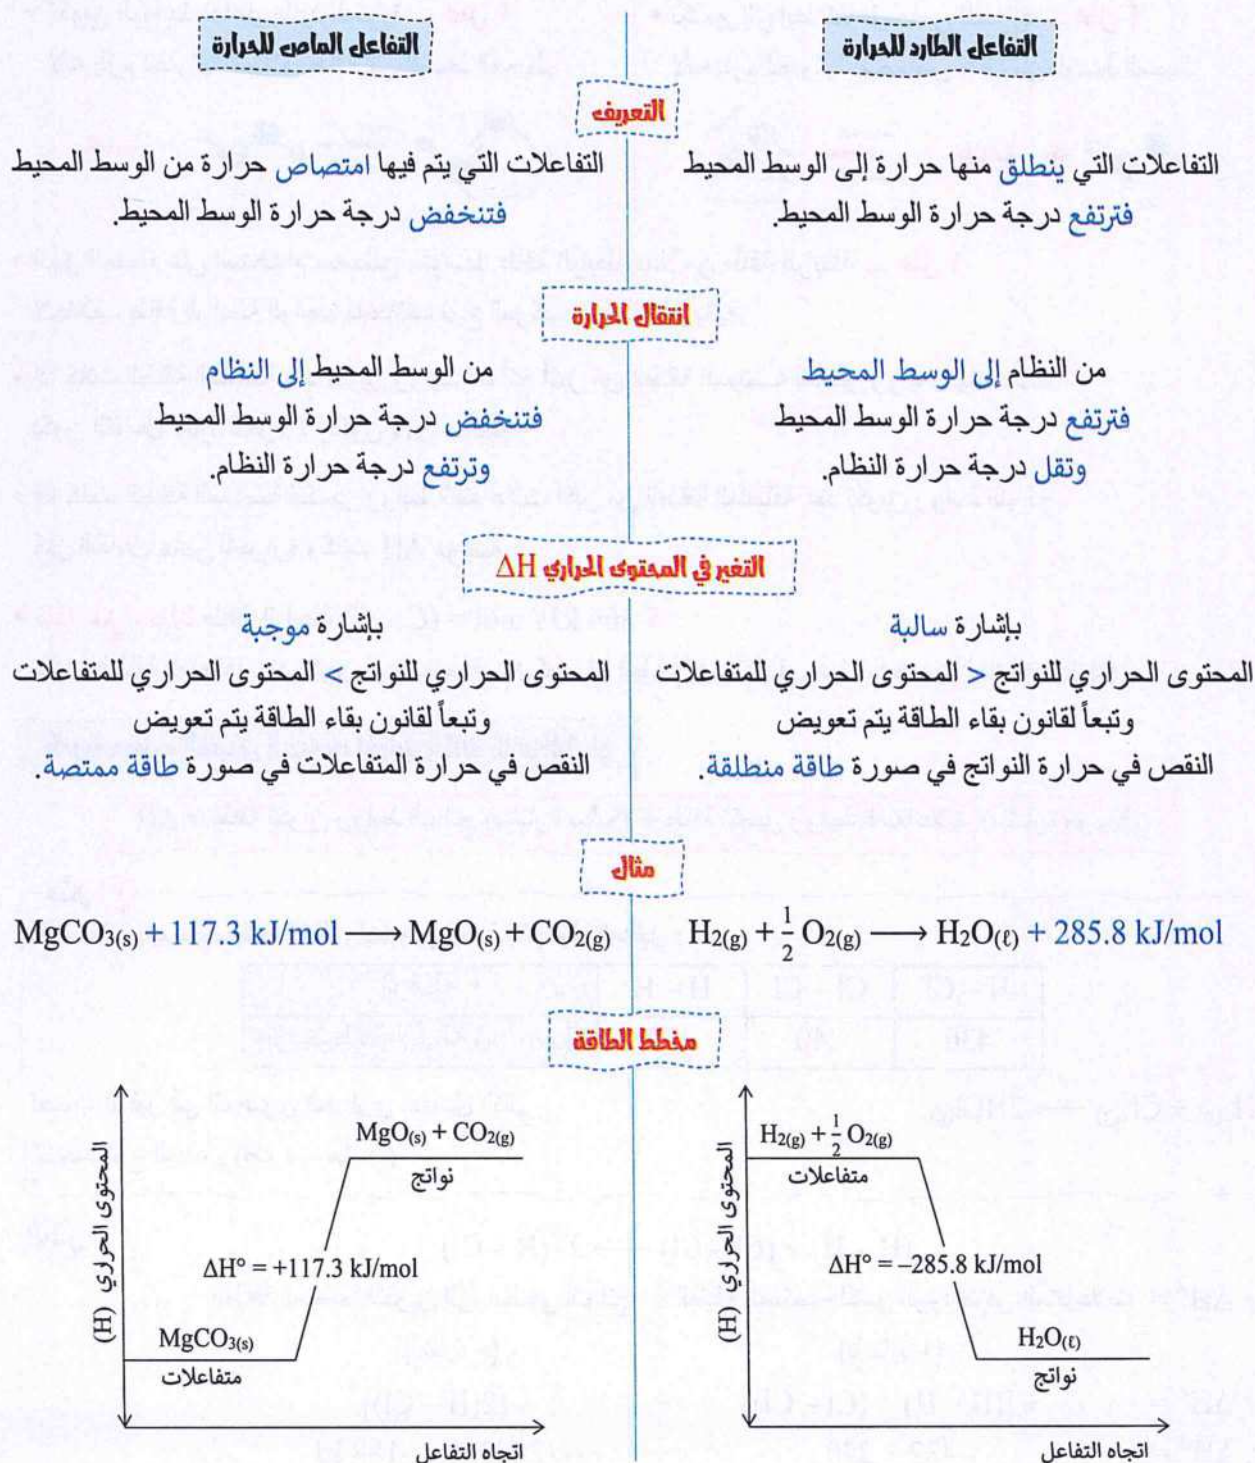 التفاعل الطارد للحرارة
التفاعل الماص للحرارة
التعريف
التفاعلات التي ينطلق منها حرارة إلى الوسط المحيط
فترتفع درجة حرارة الوسط المحيط.
التفاعلات التي يتم فيها امتصاص حرارة من الوسط المحيط
فتنخفض درجة حرارة الوسط المحيط.
انتقال الحرارة
من النظام إلى الوسط المحيط
فترتفع درجة حرارة الوسط المحيط
وتقل درجة حرارة النظام.
من الوسط المحيط إلى النظام
فتنخفض درجة حرارة الوسط المحيط
وترتفع درجة حرارة النظام.
التغير في المحتوى الحراري ΔH
بإشارة سالبة
المحتوى الحراري للنواتج < المحتوى الحراري للمتفاعلات
وتبعاً لقانون بقاء الطاقة يتم تعويض
النقص في حرارة النواتج في صورة طاقة منطلقة.
بإشارة موجبة
المحتوى الحراري للنواتج > المحتوى الحراري للمتفاعلات
وتبعاً لقانون بقاء الطاقة يتم تعويض
النقص في حرارة المتفاعلات في صورة طاقة ممتصة.
مثال
H₂(g) + ½ O₂(g) ⟶ H₂O(ℓ) + 285.8 kJ/mol
MgCO₃(s) + 117.3 kJ/mol ⟶ MgO(s) + CO₂(g)
مخطط الطاقة
المحتوى الحراري (H)
H₂(g) + ½ O₂(g)
متفاعلات
ΔH° = –285.8 kJ/mol
H₂O(ℓ)
نواتج
اتجاه التفاعل
المحتوى الحراري (H)
MgO(s) + CO₂(g)
نواتج
ΔH° = +117.3 kJ/mol
MgCO₃(s)
متفاعلات
اتجاه التفاعل